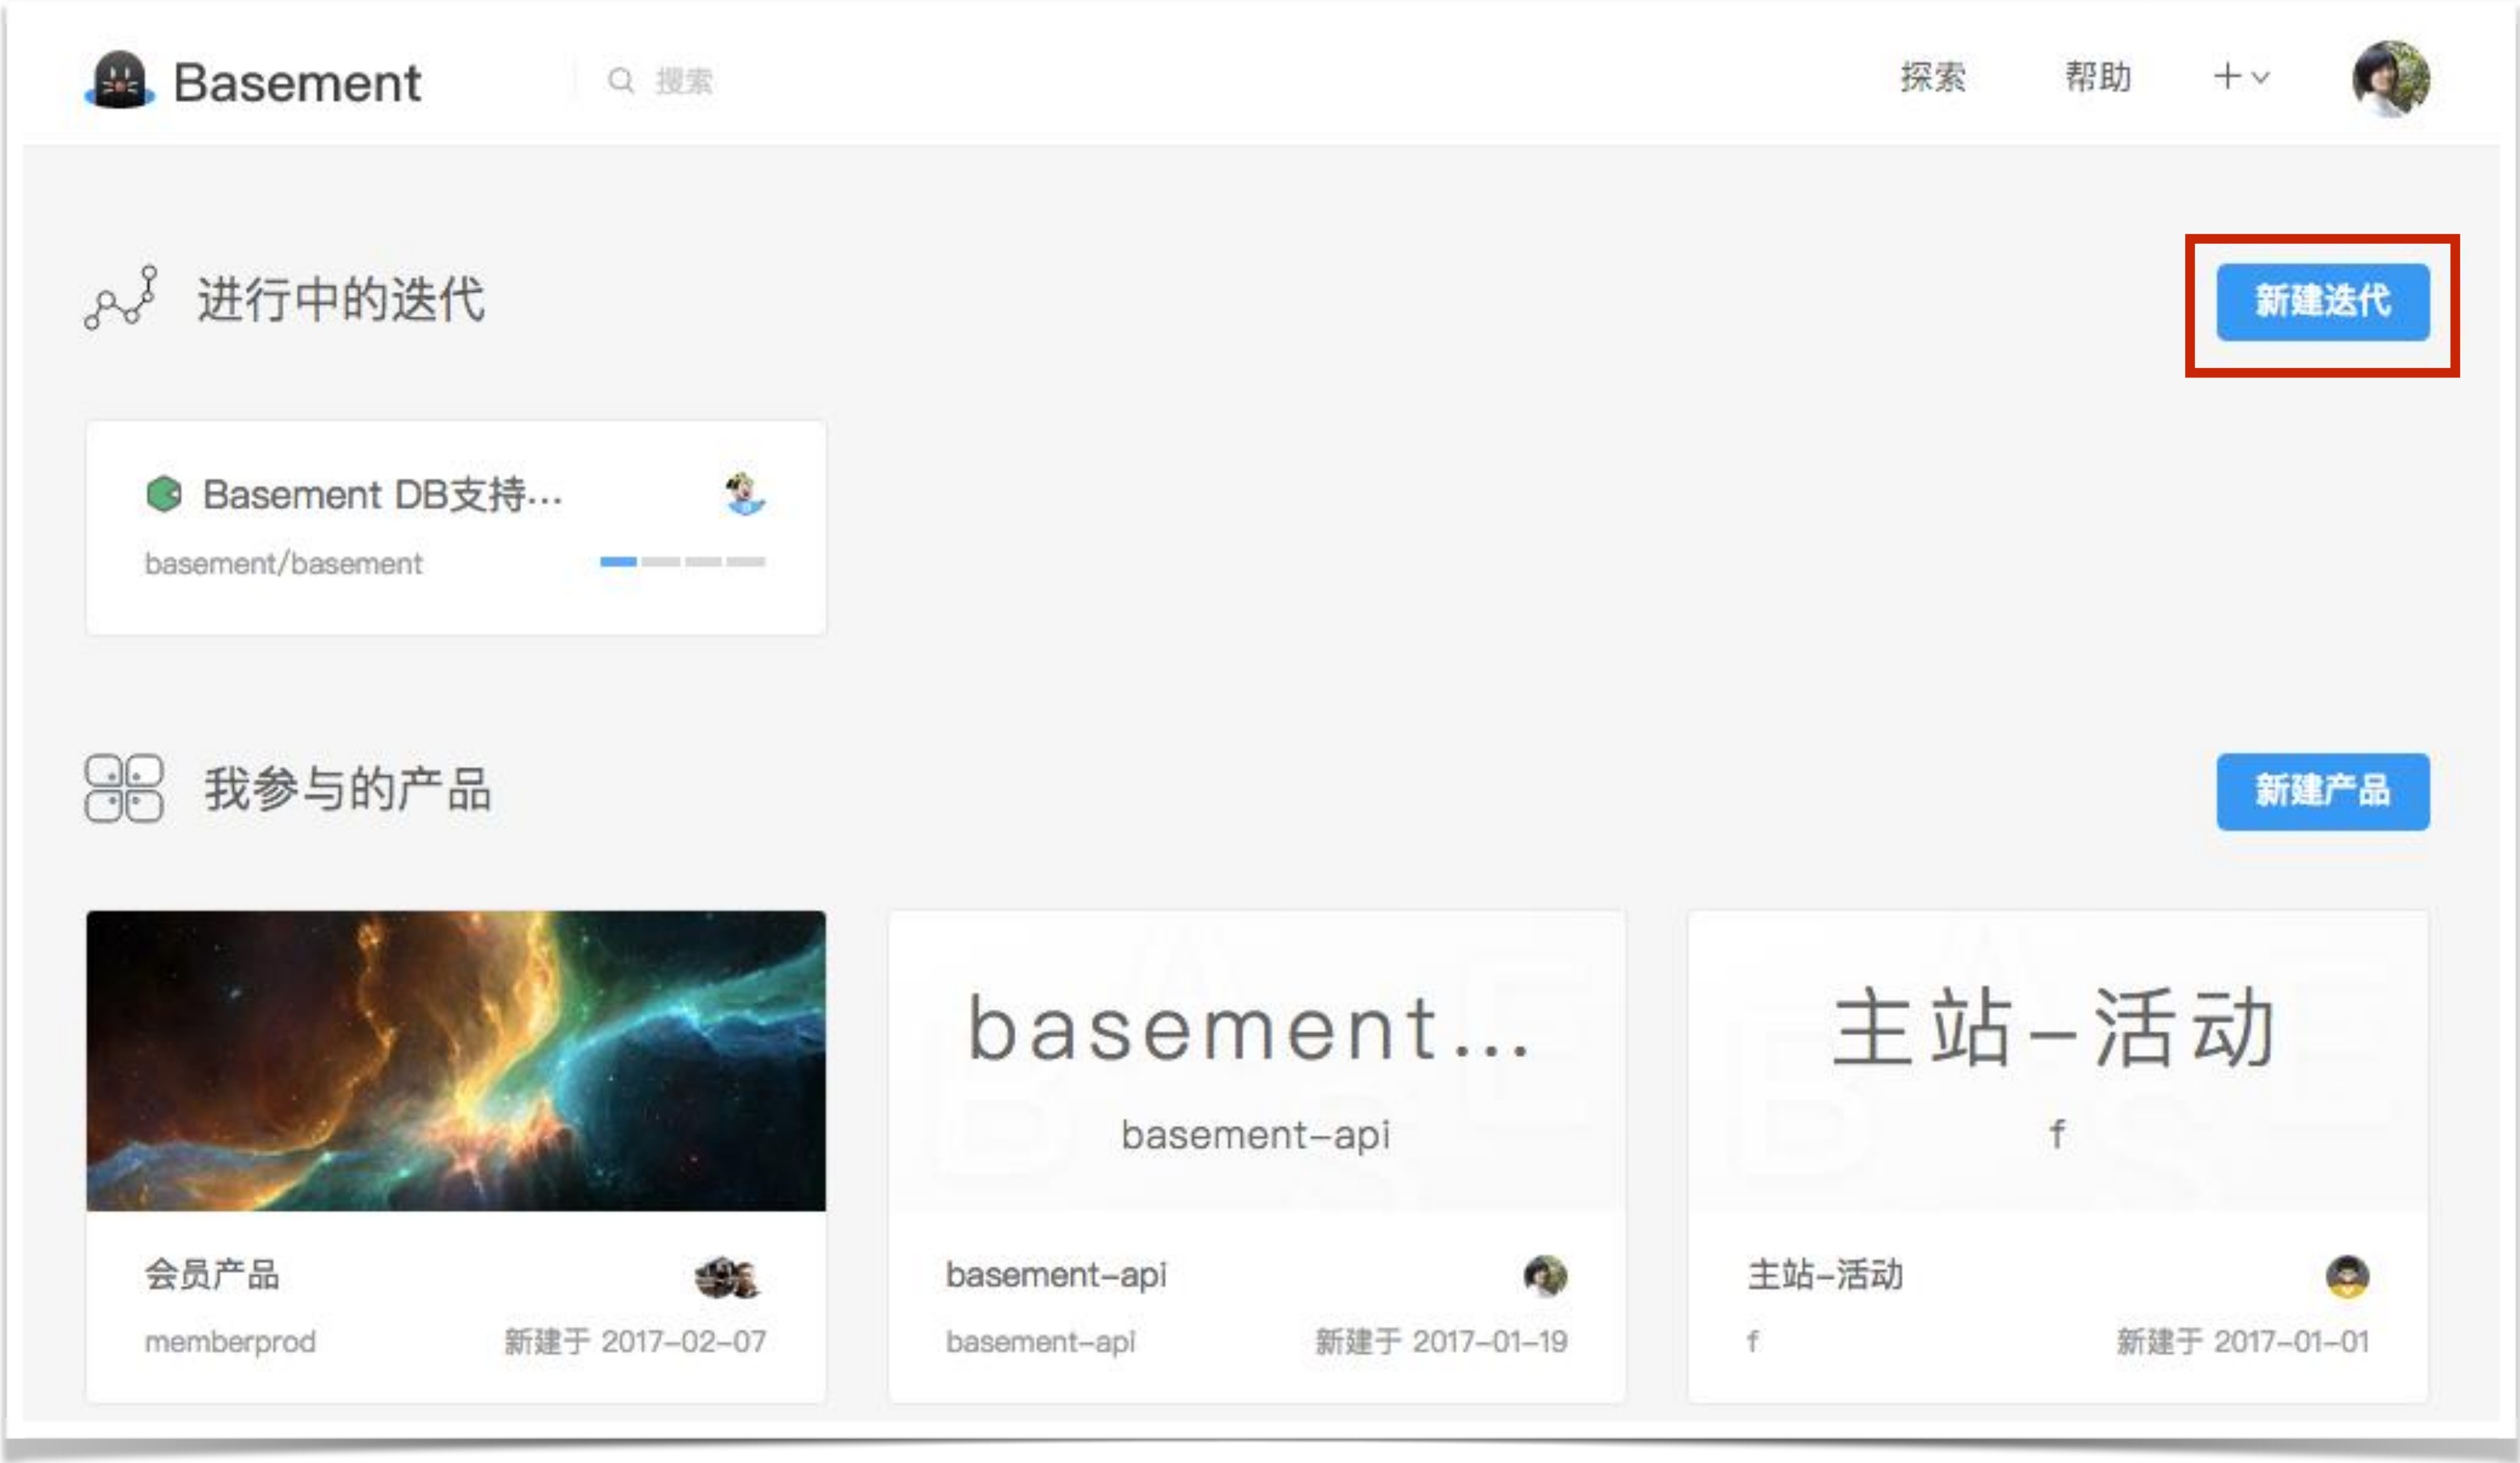 Basement
搜索
探索
帮助
进行中的迭代
新建迭代
Basement DB支持...
basement/basement
我参与的产品
新建产品
basement...
basement-api
主站-活动
f
会员产品
memberprod
新建于 2017-02-07
basement-api
basement-api
新建于 2017-01-19
主站-活动
f
新建于 2017-01-01